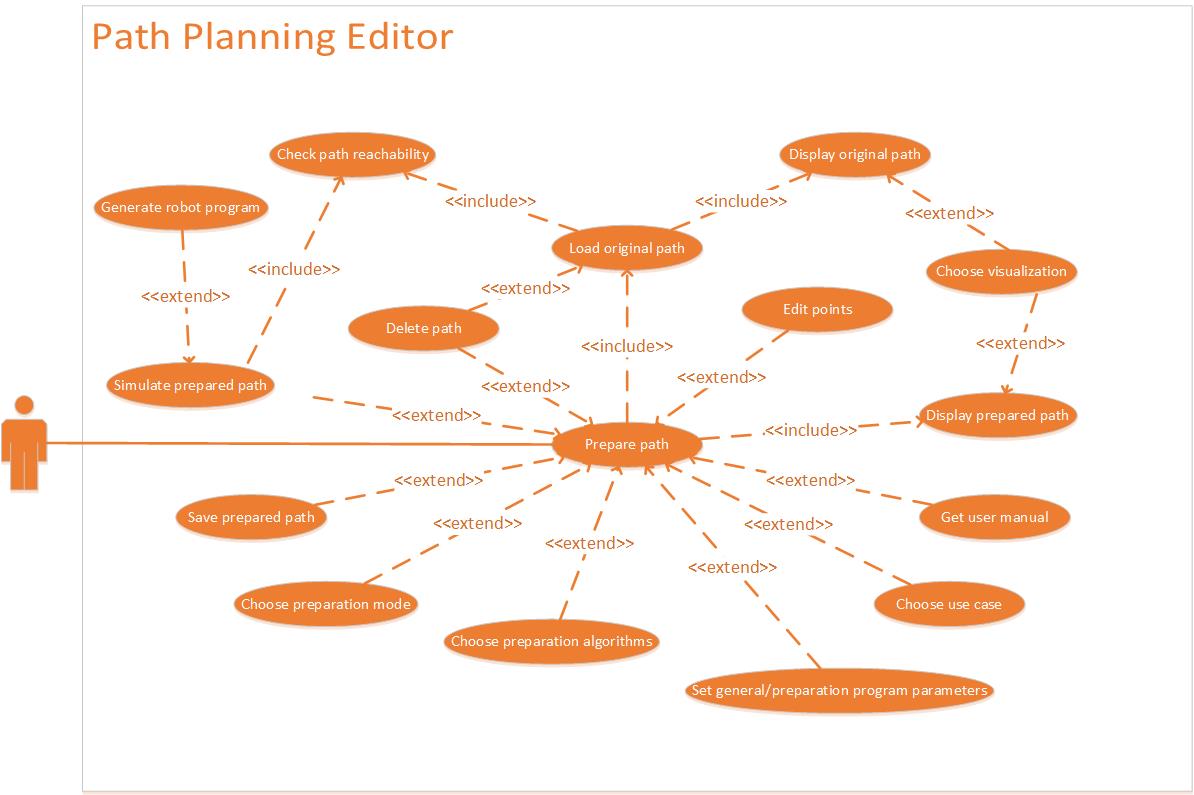 Path Planning Editor
Check path reachability
Display original path
Generate robot program
<<include>>
<<include>>
<<extend>>
Load original path
<<include>>
Choose visualization
<<extend>>
<<extend>>
Delete path
Edit points
<<include>>
<<extend>>
Simulate prepared path
<<extend>>
<<extend>>
<<extend>>
Display prepared path
Prepare path
<<include>>
<<extend>>
<<extend>>
Save prepared path
<<extend>>
<<extend>>
Get user manual
<<extend>>
<<extend>>
Choose preparation mode
Choose use case
Choose preparation algorithms
Set general/preparation program parameters